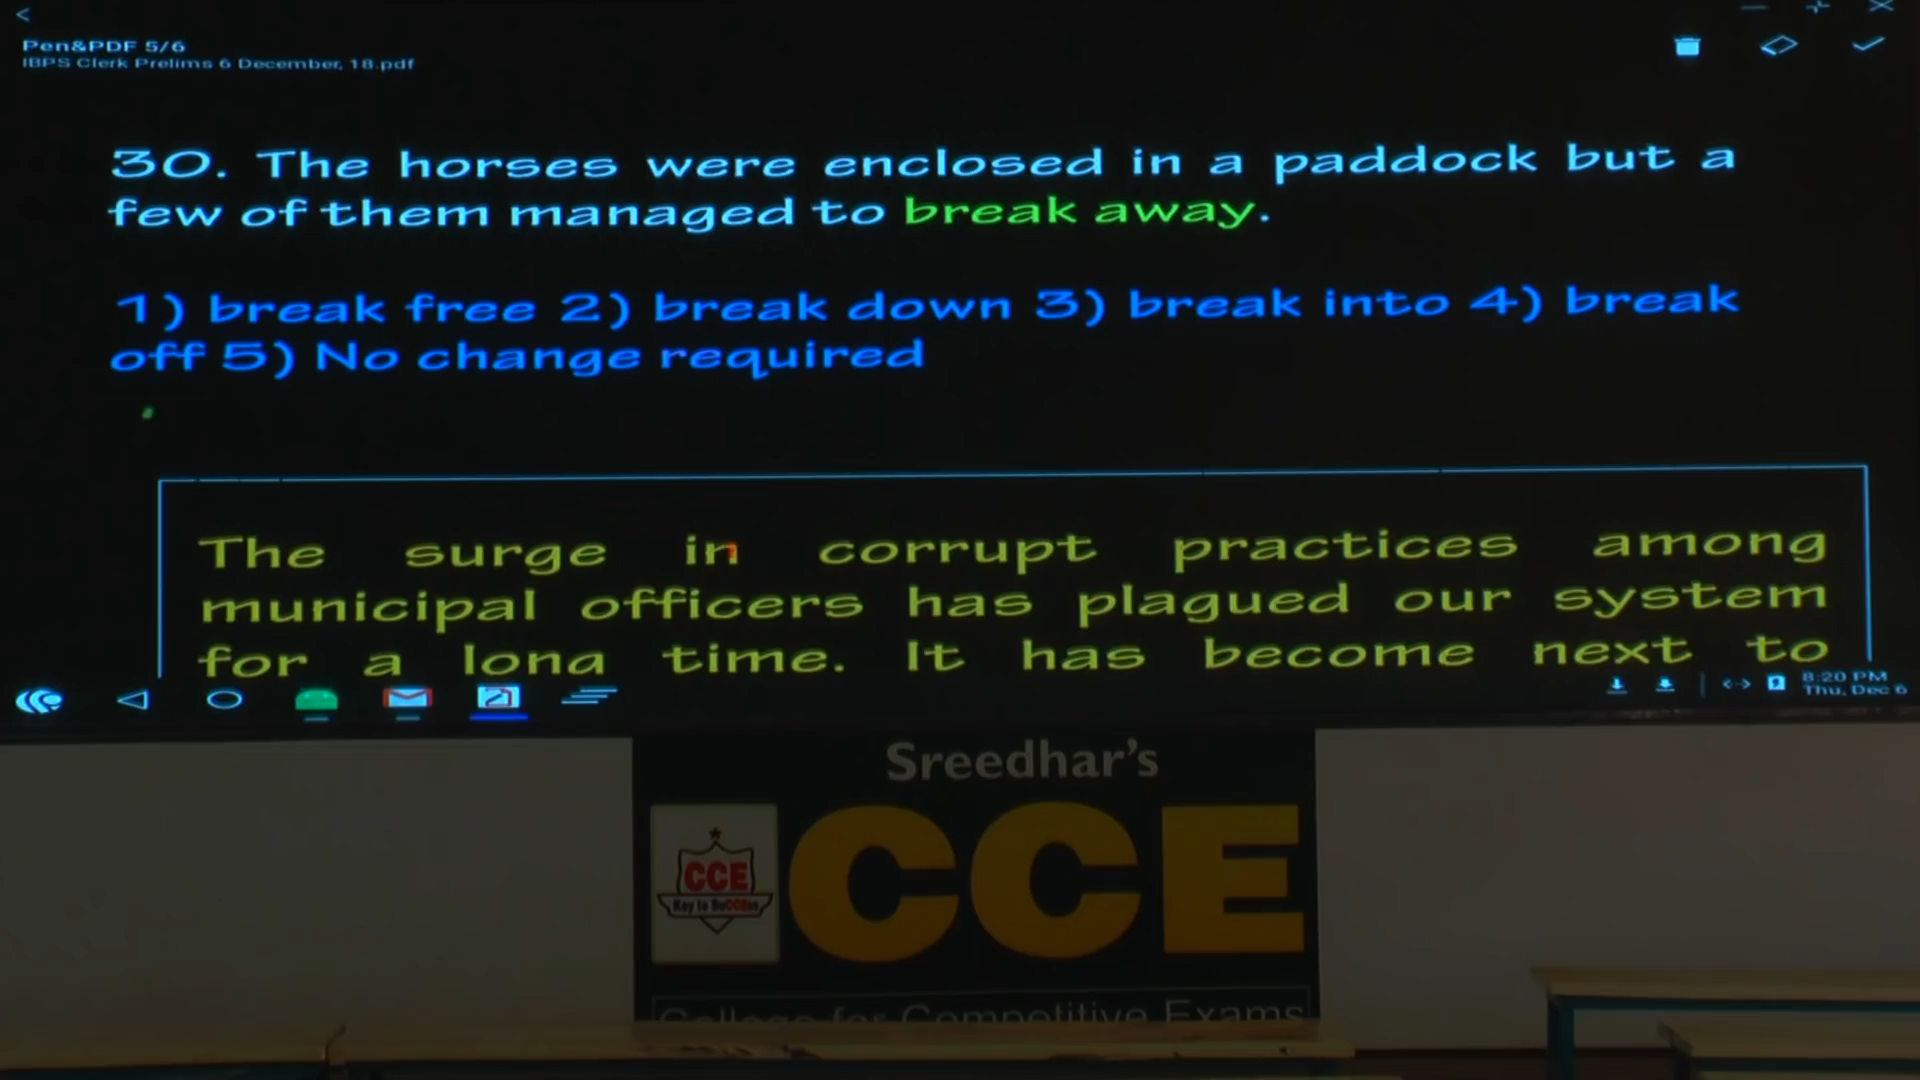 Pen&PDF 5/6
IBPS Clerk Prelims 6 December, 18.pdf
30. The horses were enclosed in a paddock but a
few of them managed to break away.
1) break free 2) break down 3) break into 4) break
off 5) No change required
The surge in corrupt practices among
municipal officers has plagued our system
for a long time. It has become next to
8:20 PM
Thu, Dec 6
Sreedhar's
CCE
CCE
Key to SuCCEss
College for Competitive Exams